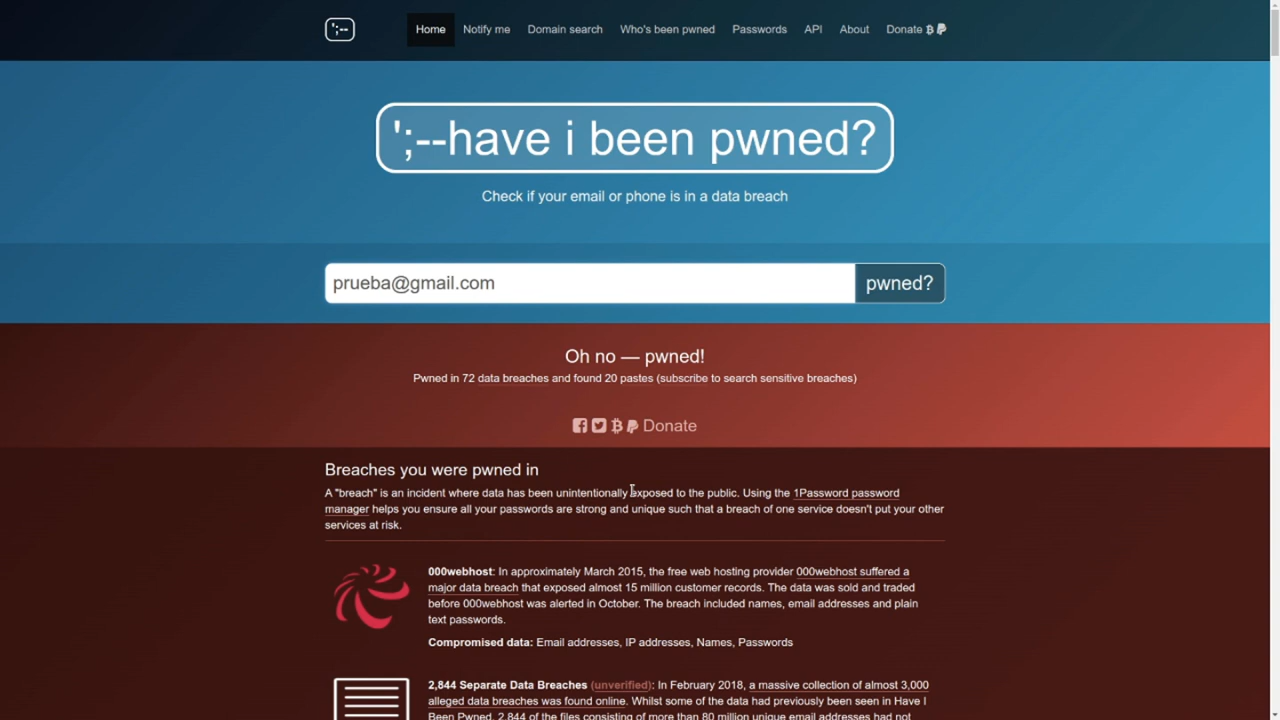 ';--
Home Notify me Domain search Who's been pwned Passwords API About Donate
';--have i been pwned?
Check if your email or phone is in a data breach
prueba@gmail.com pwned?
Oh no — pwned!
Pwned in 72 data breaches and found 20 pastes (subscribe to search sensitive breaches)
Donate
Breaches you were pwned in
A "breach" is an incident where data has been unintentionally exposed to the public. Using the 1Password password
manager helps you ensure all your passwords are strong and unique such that a breach of one service doesn't put your other
services at risk.
000webhost: In approximately March 2015, the free web hosting provider 000webhost suffered a
major data breach that exposed almost 15 million customer records. The data was sold and traded
before 000webhost was alerted in October. The breach included names, email addresses and plain
text passwords.
Compromised data: Email addresses, IP addresses, Names, Passwords
2,844 Separate Data Breaches (unverified): In February 2018, a massive collection of almost 3,000
alleged data breaches was found online. Whilst some of the data had previously been seen in Have I
Been Pwned, 2,844 of the files consisting of more than 80 million unique email addresses had not